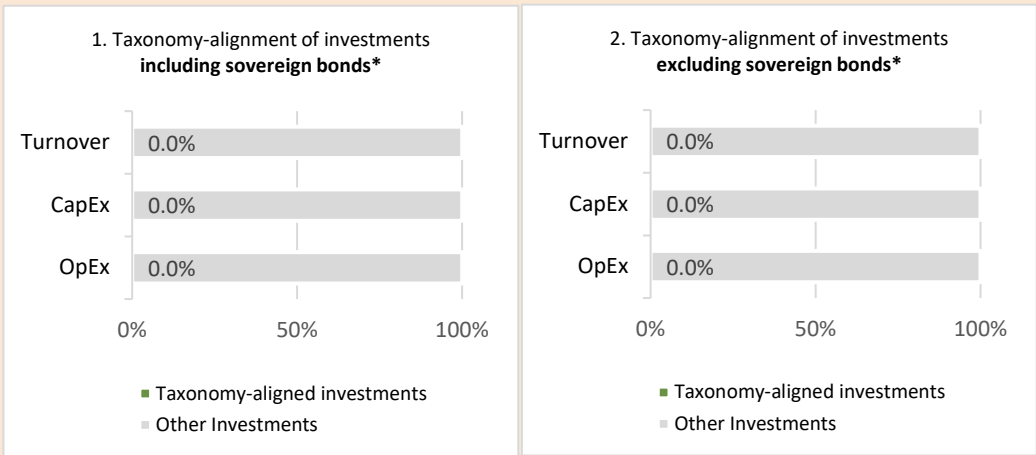 1. Taxonomy-alignment of investments
including sovereign bonds*
Turnover
0.0%
CapEx
0.0%
OpEx
0.0%
0%
50%
100%
Taxonomy-aligned investments
Other Investments
2. Taxonomy-alignment of investments
excluding sovereign bonds*
Turnover
0.0%
CapEx
0.0%
OpEx
0.0%
0%
50%
100%
Taxonomy-aligned investments
Other Investments